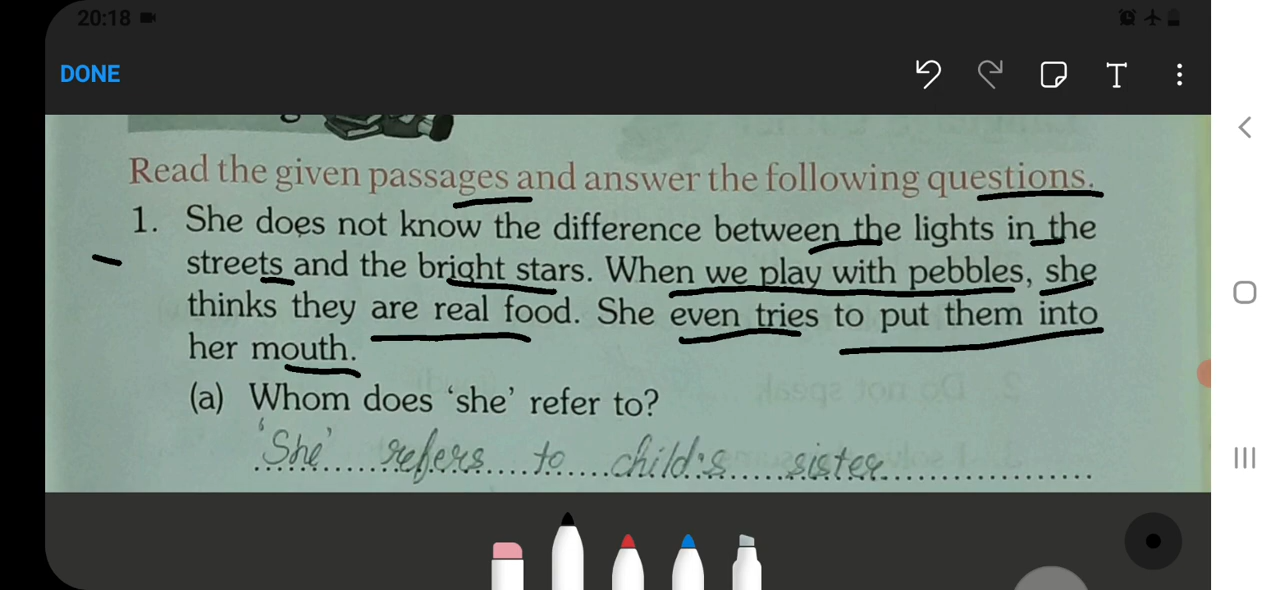 20:18
DONE
T
Read the given passages and answer the following questions.
1. She does not know the difference between the lights in the
streets and the bright stars. When we play with pebbles, she
thinks they are real food. She even tries to put them into
her mouth.
(a) Whom does ‘she’ refer to?
‘She’ refers to child's sister